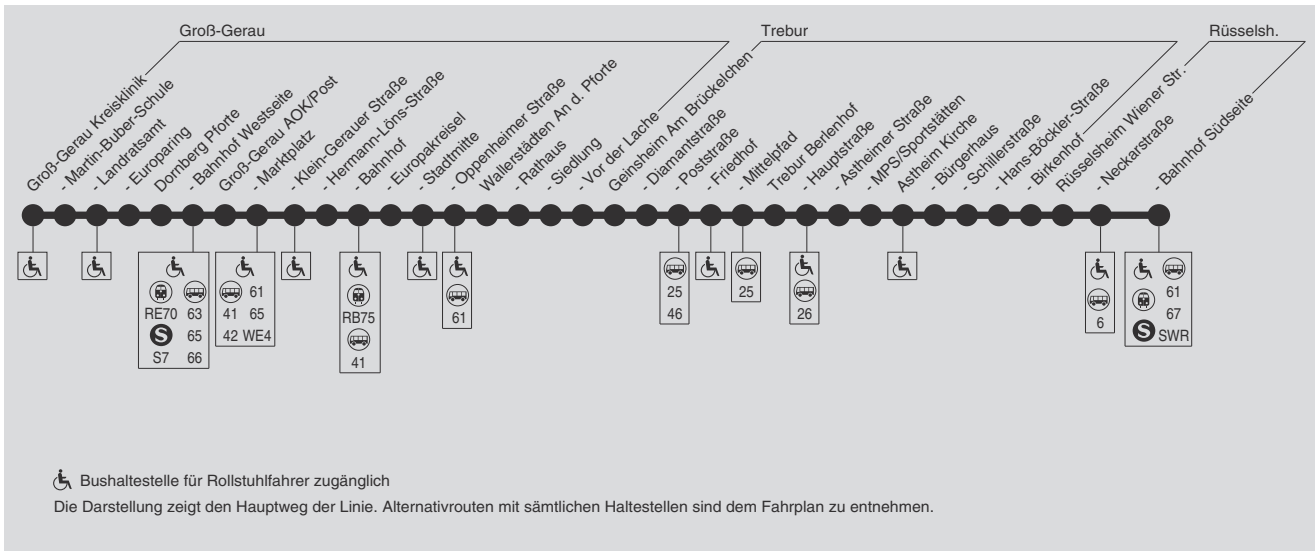 Groß-Gerau
Trebur
Rüsselsh.
Groß-Gerau Kreisklinik
- Martin-Buber-Schule
- Landratsamt
- Europaring
Dornberg Pforte
- Bahnhof Westseite
Groß-Gerau AOK/Post
- Marktplatz
- Klein-Gerauer Straße
- Hermann-Löns-Straße
- Bahnhof
- Europakreisel
- Stadmitte
- Oppenheimer Straße
Wallerstädten An d. Pforte
- Rathaus
- Siedlung
- Vor der Lache
Geinsheim Am Brückelchen
- Diamantstraße
- Poststraße
- Friedhof
- Mittelpfad
Trebur Berlenhof
- Hauptstraße
- Astheimer Straße
- MPS/Sportstätten
Astheim Kirche
- Bürgerhaus
- Schillerstraße
- Hans-Böckler-Straße
- Birkenhof
Rüsselsheim Wiener Str.
- Neckarstraße
- Bahnhof Südseite
RE70 63
S 65
S7 66
61
41 65
42 WE4
RB75
41
61
25
46
25
26
6
61
67
S SWR
Bushaltestelle für Rollstuhlfahrer zugänglich
Die Darstellung zeigt den Hauptweg der Linie. Alternativrouten mit sämtlichen Haltestellen sind dem Fahrplan zu entnehmen.